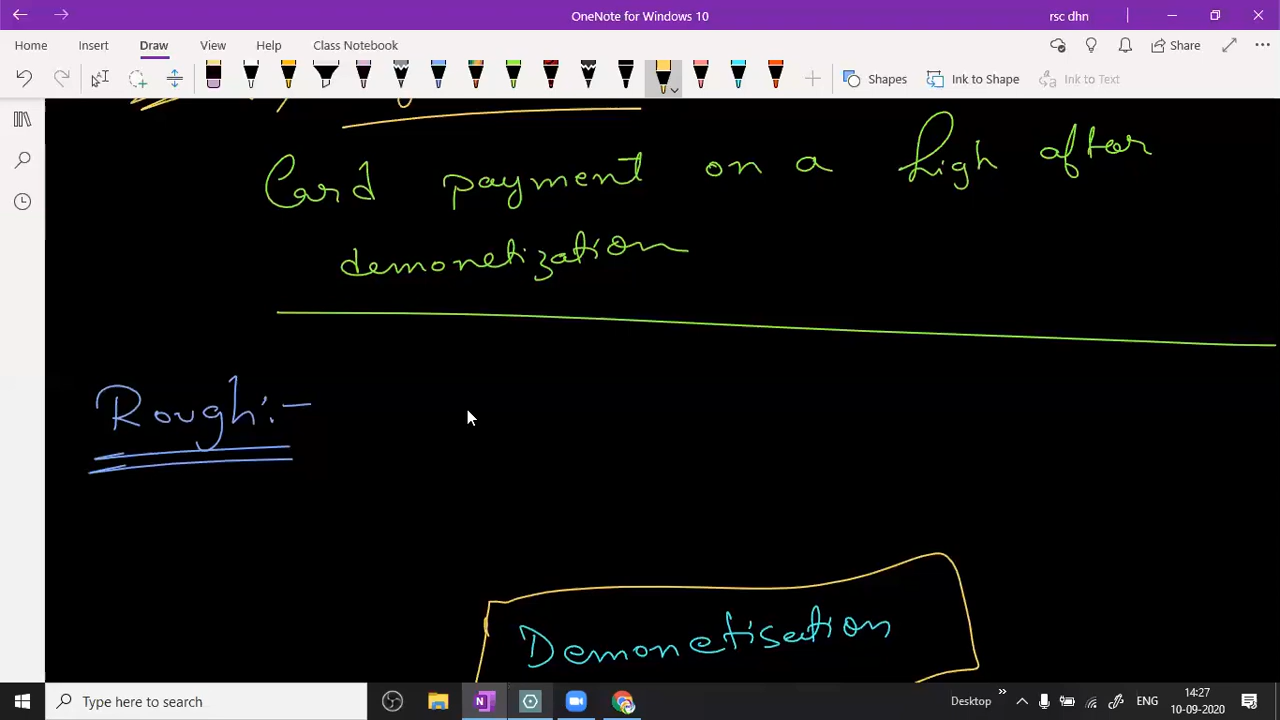 OneNote for Windows 10
rsc dhn
Home Insert Draw View Help Class Notebook
Share
Shapes Ink to Shape Ink to Text
Card payment on a high after
demonetization
Rough:-
Demonetisation
Type here to search
Desktop
ENG
14:27
10-09-2020